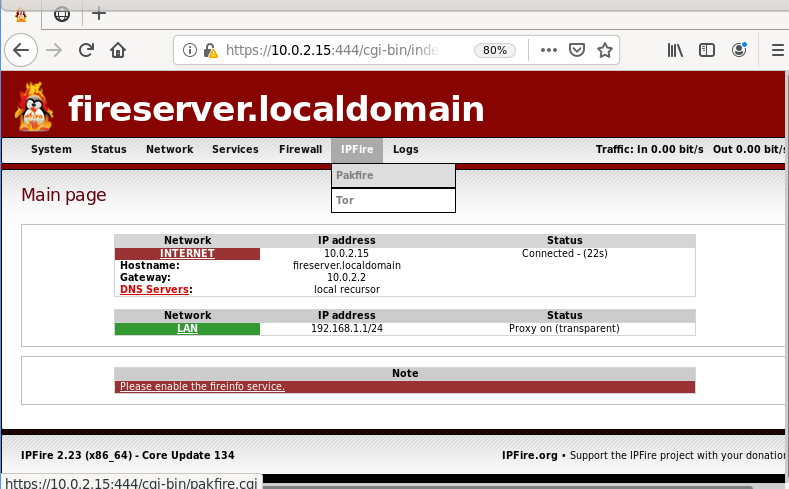 https://10.0.2.15:444/cgi-bin/inde
80%
fireserver.localdomain
System Status Network Services Firewall IPFire Logs Traffic: In 0.00 bit/s Out 0.00 bit/s
Pakfire
Tor
Main page
Network IP address Status
INTERNET 10.0.2.15 Connected - (22s)
Hostname: fireserver.localdomain
Gateway: 10.0.2.2
DNS Servers: local recursor
Network IP address Status
LAN 192.168.1.1/24 Proxy on (transparent)
Note
Please enable the fireinfo service.
IPFire 2.23 (x86_64) - Core Update 134 IPFire.org • Support the IPFire project with your donation
https://10.0.2.15:444/cgi-bin/pakfire.cgi